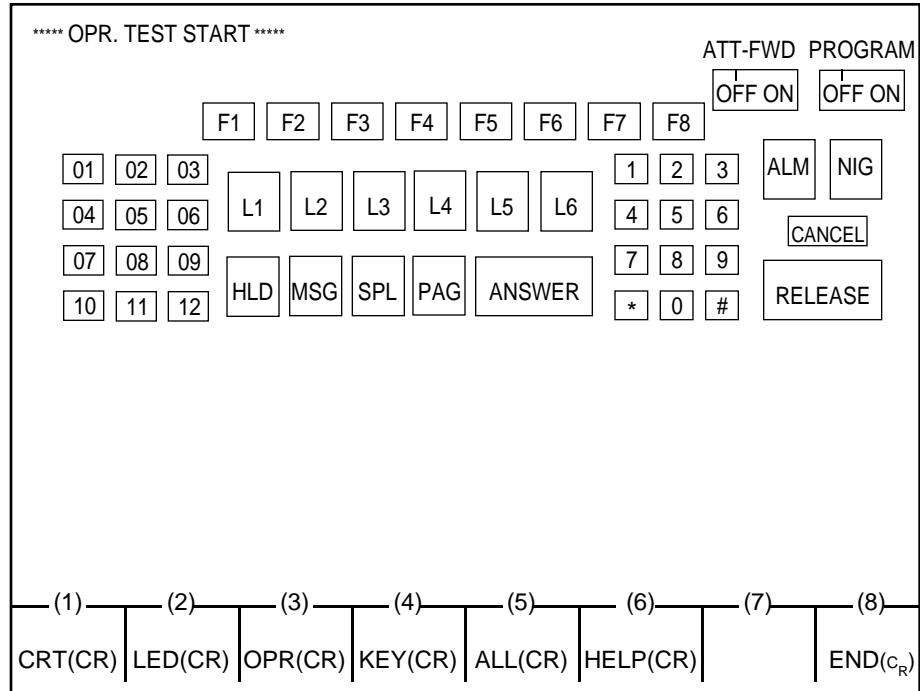 ***** OPR. TEST START *****
ATT-FWD PROGRAM
OFF ON OFF ON
F1 F2 F3 F4 F5 F6 F7 F8
01 02 03 L1 L2 L3 L4 L5 L6 1 2 3 ALM NIG
04 05 06 4 5 6 CANCEL
07 08 09 HLD MSG SPL PAG ANSWER 7 8 9 RELEASE
10 11 12 * 0 #
(1) (2) (3) (4) (5) (6) (7) (8)
CRT(CR) LED(CR) OPR(CR) KEY(CR) ALL(CR) HELP(CR) END(CR)